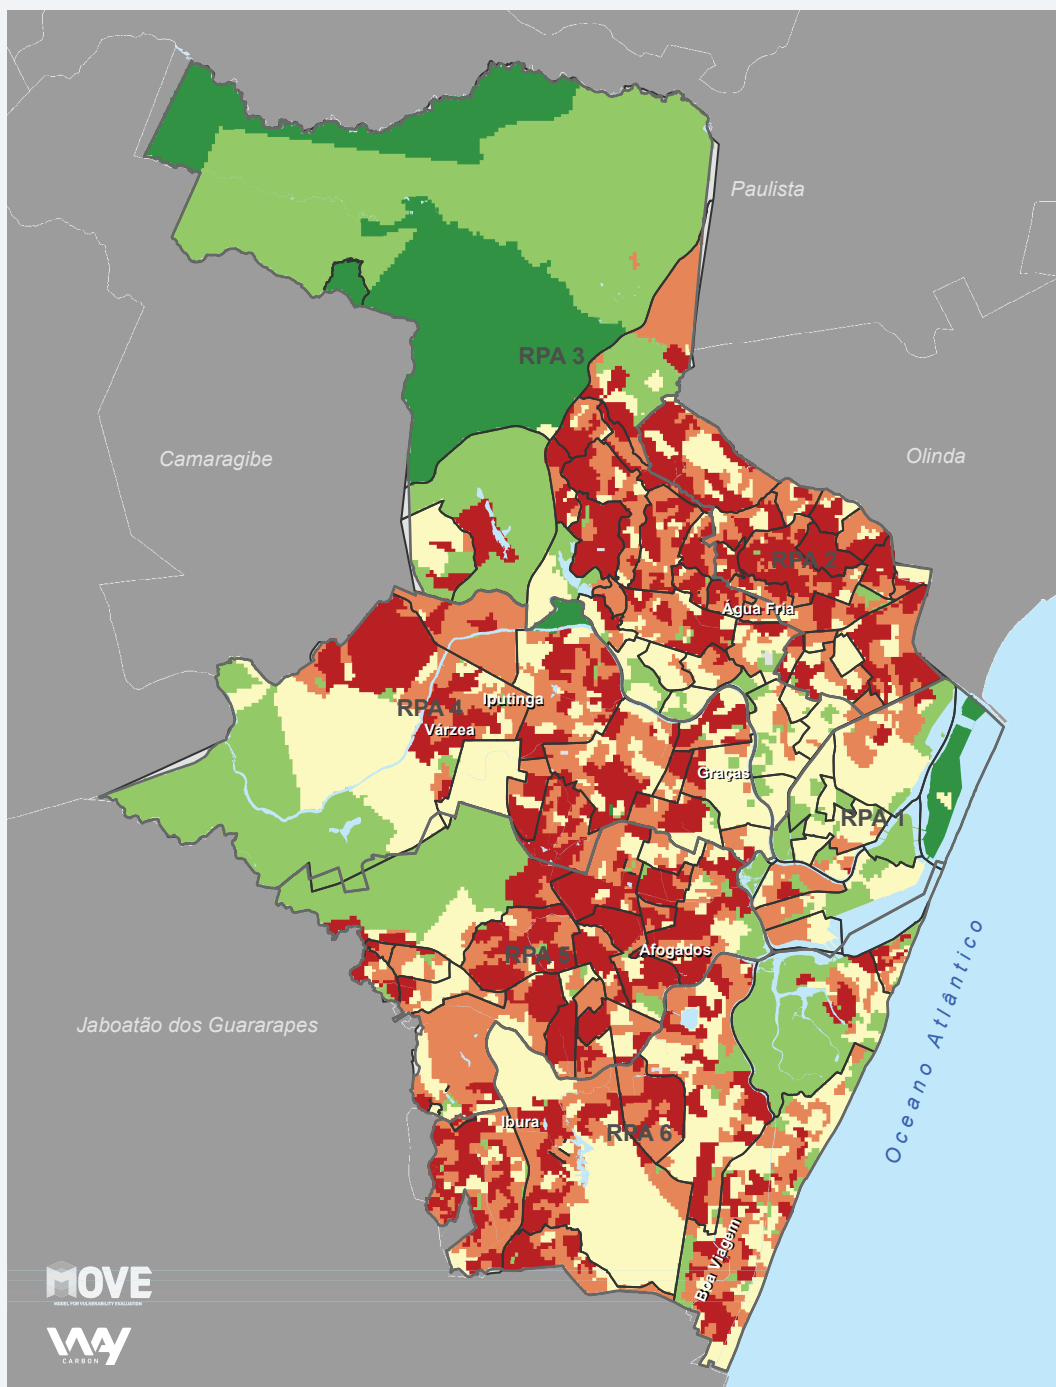 Paulista
RPA 3
Camaragibe
Olinda
RPA 2
Água Fria
Iputinga
RPA 4
Várzea
Graças
RPA 1
Afogados
RPA 5
Jaboatão dos Guararapes
Oceano Atlântico
Ibura
RPA 6
Boa Viagem
MOVE
MODEL FOR VULNERABILITY EVALUATION
WAY
CARBON